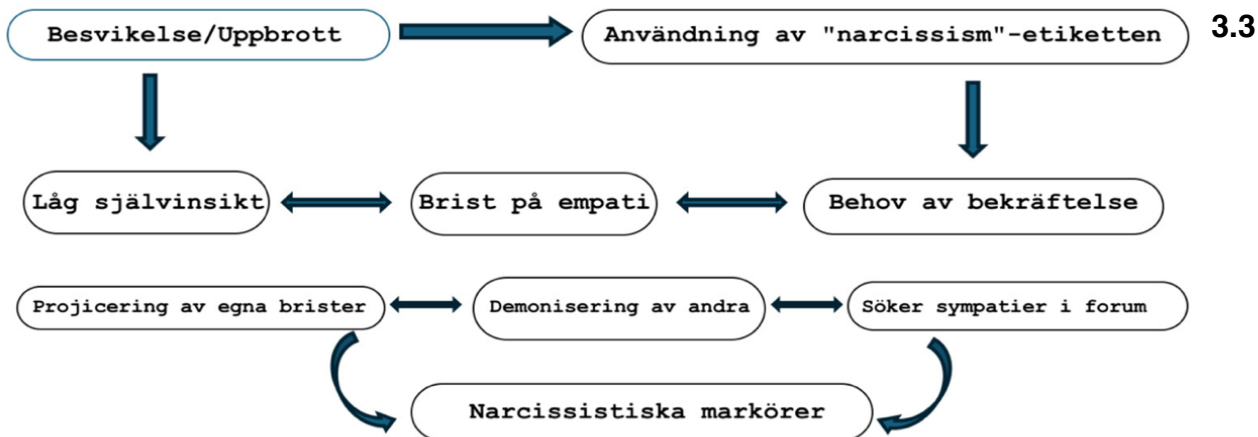 Besvikelse/Uppbrott
Användning av "narcissism"-etiketten
3.3
Låg självinsikt
Brist på empati
Behov av bekräftelse
Projicering av egna brister
Demonisering av andra
Söker sympatier i forum
Narcissistiska markörer